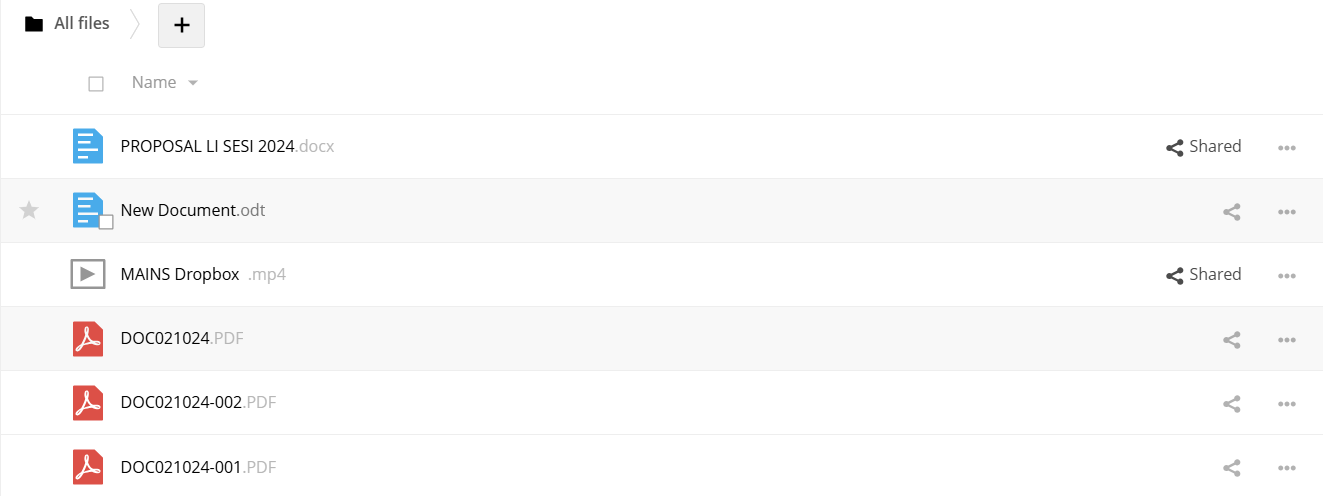 All files
+
Name
PROPOSAL LI SESI 2024.docx Shared
New Document.odt
MAINS Dropbox .mp4 Shared
DOC021024.PDF
DOC021024-002.PDF
DOC021024-001.PDF